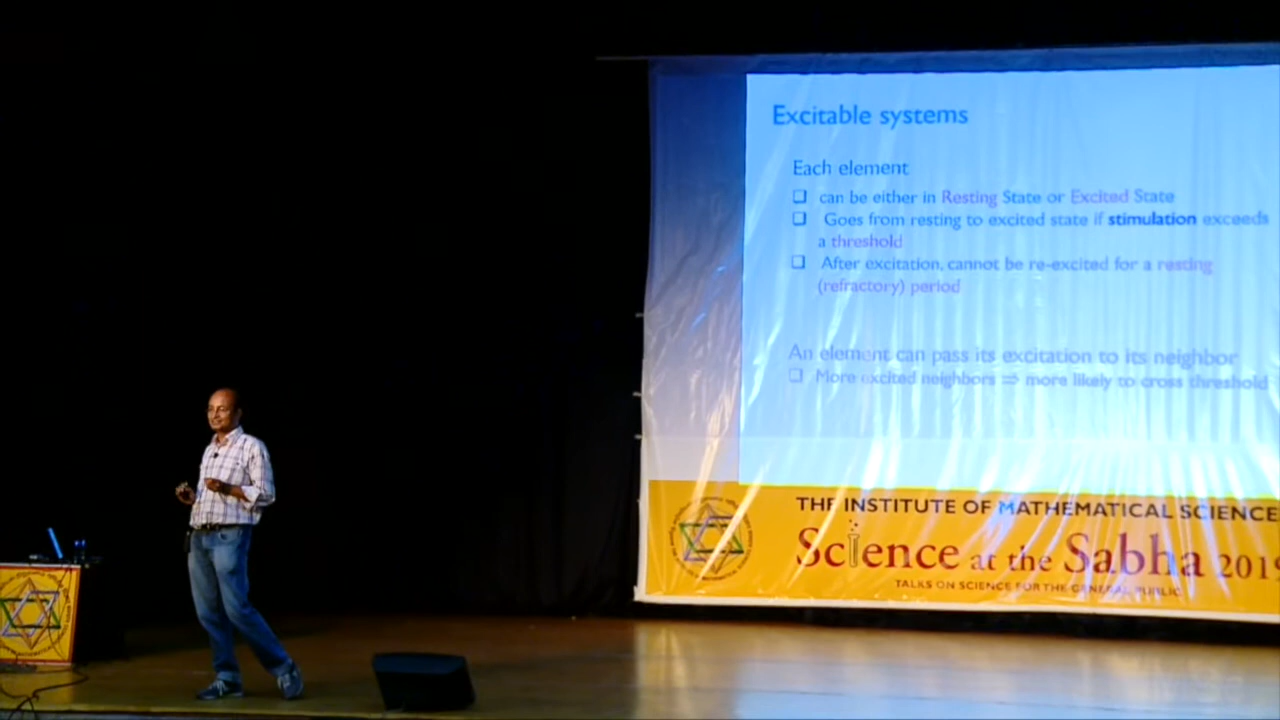 Excitable systems
Each element
❑ can be either in Resting State or Excited State
❑ Goes from resting to excited state if stimulation exceeds
a threshold
❑ After excitation, cannot be re-excited for a resting
(refractory) period
An element can pass its excitation to its neighbor
❑ More excited neighbors ⇒ more likely to cross threshold
THE INSTITUTE OF MATHEMATICAL SCIENCE
Science at the Sabha 2019
TALKS ON SCIENCE FOR THE GENERAL PUBLIC